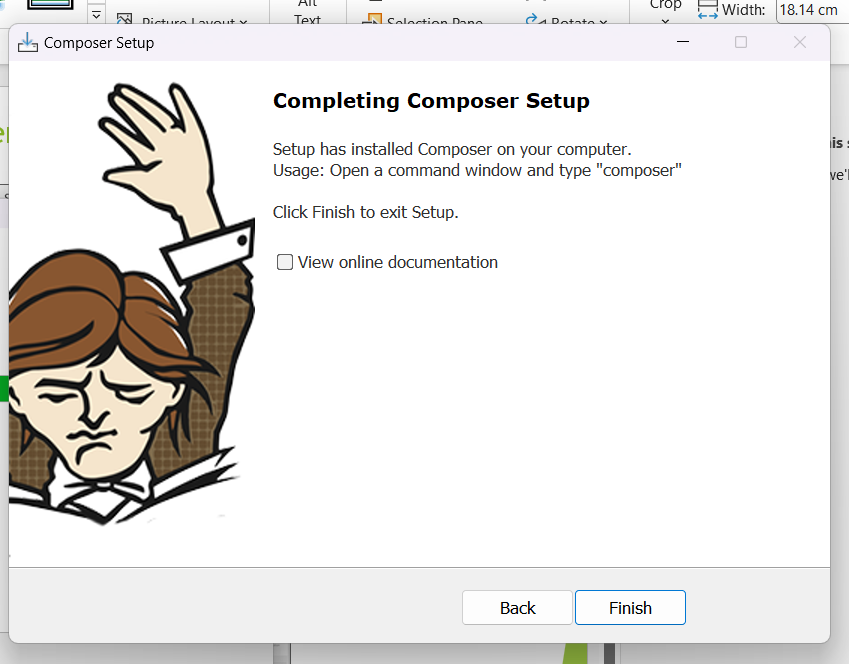 Alt
Text
Picture Layout
Selection Pane
Rotate
Crop
Width:
18.14 cm
Composer Setup
Completing Composer Setup
Setup has installed Composer on your computer.
Usage: Open a command window and type "composer"
Click Finish to exit Setup.
View online documentation
Back
Finish